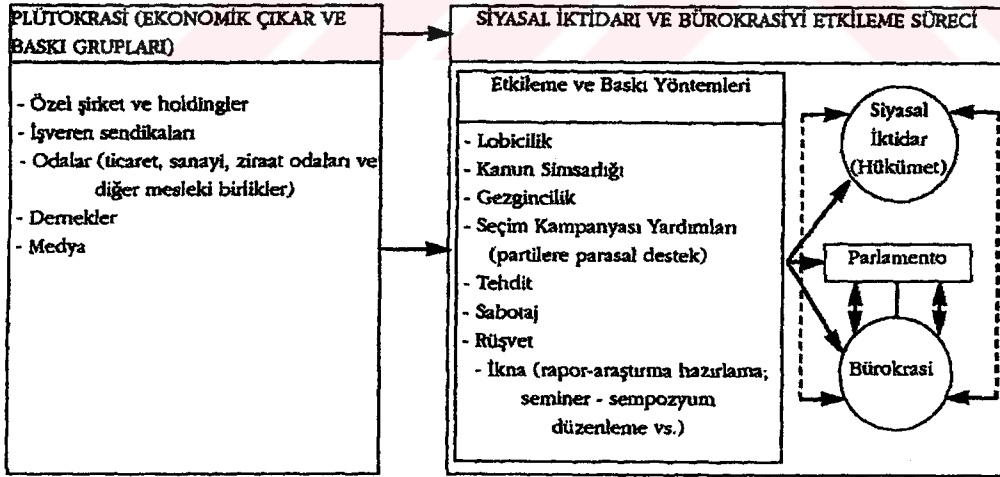 PLÜTOKRASİ (EKONOMİK ÇIKAR VE
BASKI GRUPLARI)
- Özel şirket ve holdingler
- İşveren sendikaları
- Odalar (ticaret, sanayi, ziraat odaları ve
diğer mesleki birlikler)
- Dernekler
- Medya
SİYASAL İKTİDARI VE BÜROKRASİYİ ETKİLEME SÜRECİ
Etkileme ve Baskı Yöntemleri
- Lobicilik
- Kanun Simsarlığı
- Gezgincilik
- Seçim Kampanyası Yardımları
(partilere parasal destek)
- Tehdit
- Sabotaj
- Rüşvet
- İkna (rapor-araştırma hazırlama;
seminer - sempozyum
düzenleme vs.)
Siyasal
İktidar
(Hükümet)
Parlamento
Bürokrasi